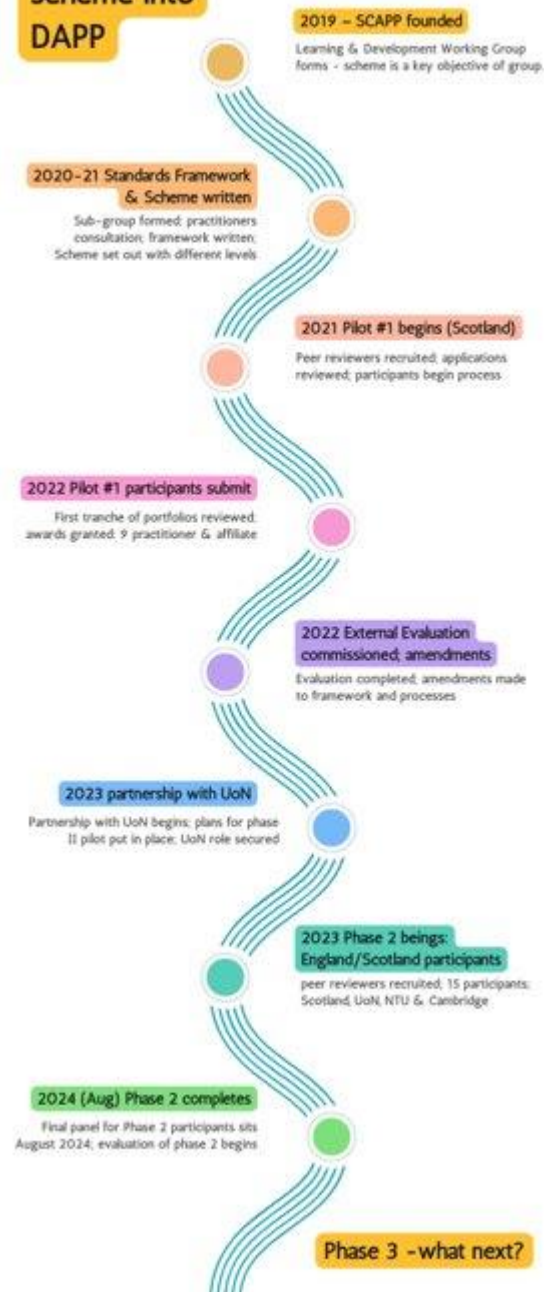 scheme into
DAPP
2019 - SCAPP founded
Learning & Development Working Group
forms - scheme is a key objective of group.
2020-21 Standards Framework
& Scheme written
Sub-group formed; practitioners
consultation; framework written;
Scheme set out with different levels
2021 Pilot #1 begins (Scotland)
Peer reviewers recruited; applications
reviewed; participants begin process
2022 Pilot #1 participants submit
First tranche of portfolios reviewed;
awards granted: 9 practitioner & affiliate
2022 External Evaluation
commissioned; amendments
Evaluation completed; amendments made
to framework and processes
2023 partnership with UoN
Partnership with UoN begins; plans for phase
II pilot put in place; UoN role secured
2023 Phase 2 beings:
England/Scotland participants
peer reviewers recruited; 15 participants;
Scotland, UoN, NTU & Cambridge
2024 (Aug) Phase 2 completes
Final panel for Phase 2 participants sits
August 2024; evaluation of phase 2 begins
Phase 3 -what next?